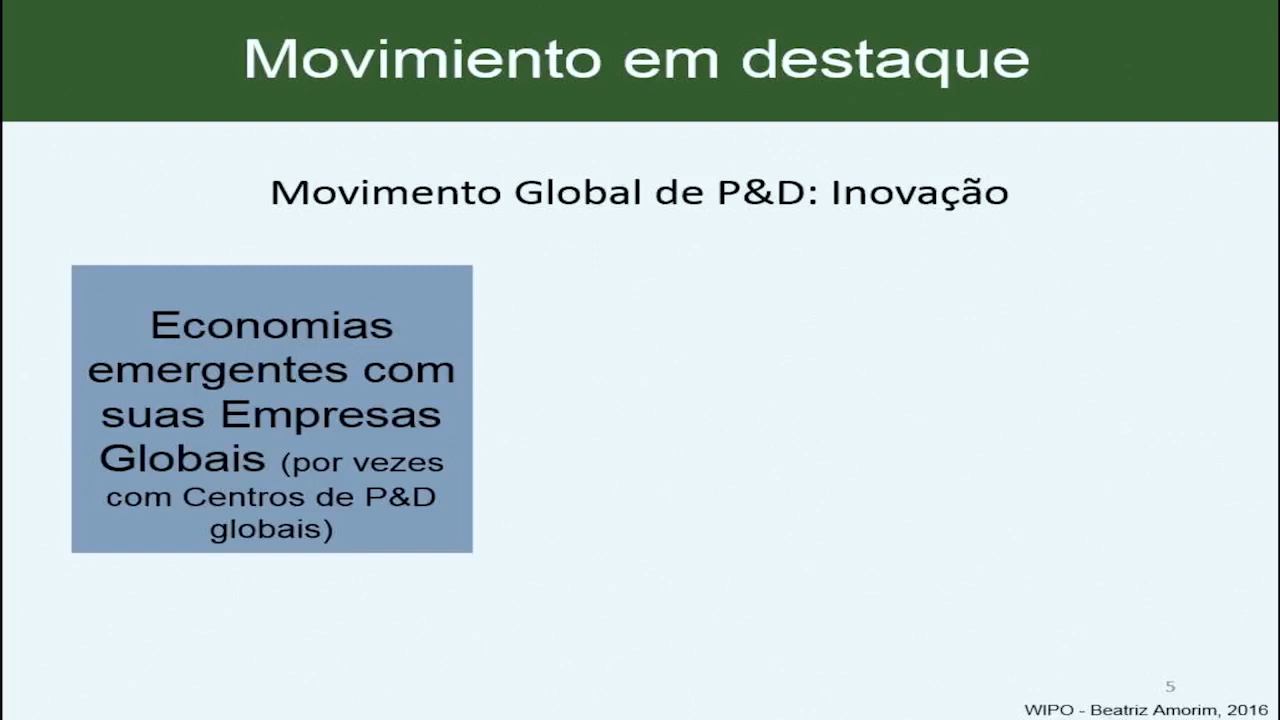 Movimiento em destaque
Movimento Global de P&D: Inovação
Economias
emergentes com
suas Empresas
Globais (por vezes
com Centros de P&D
globais)
5
WIPO - Beatriz Amorim, 2016